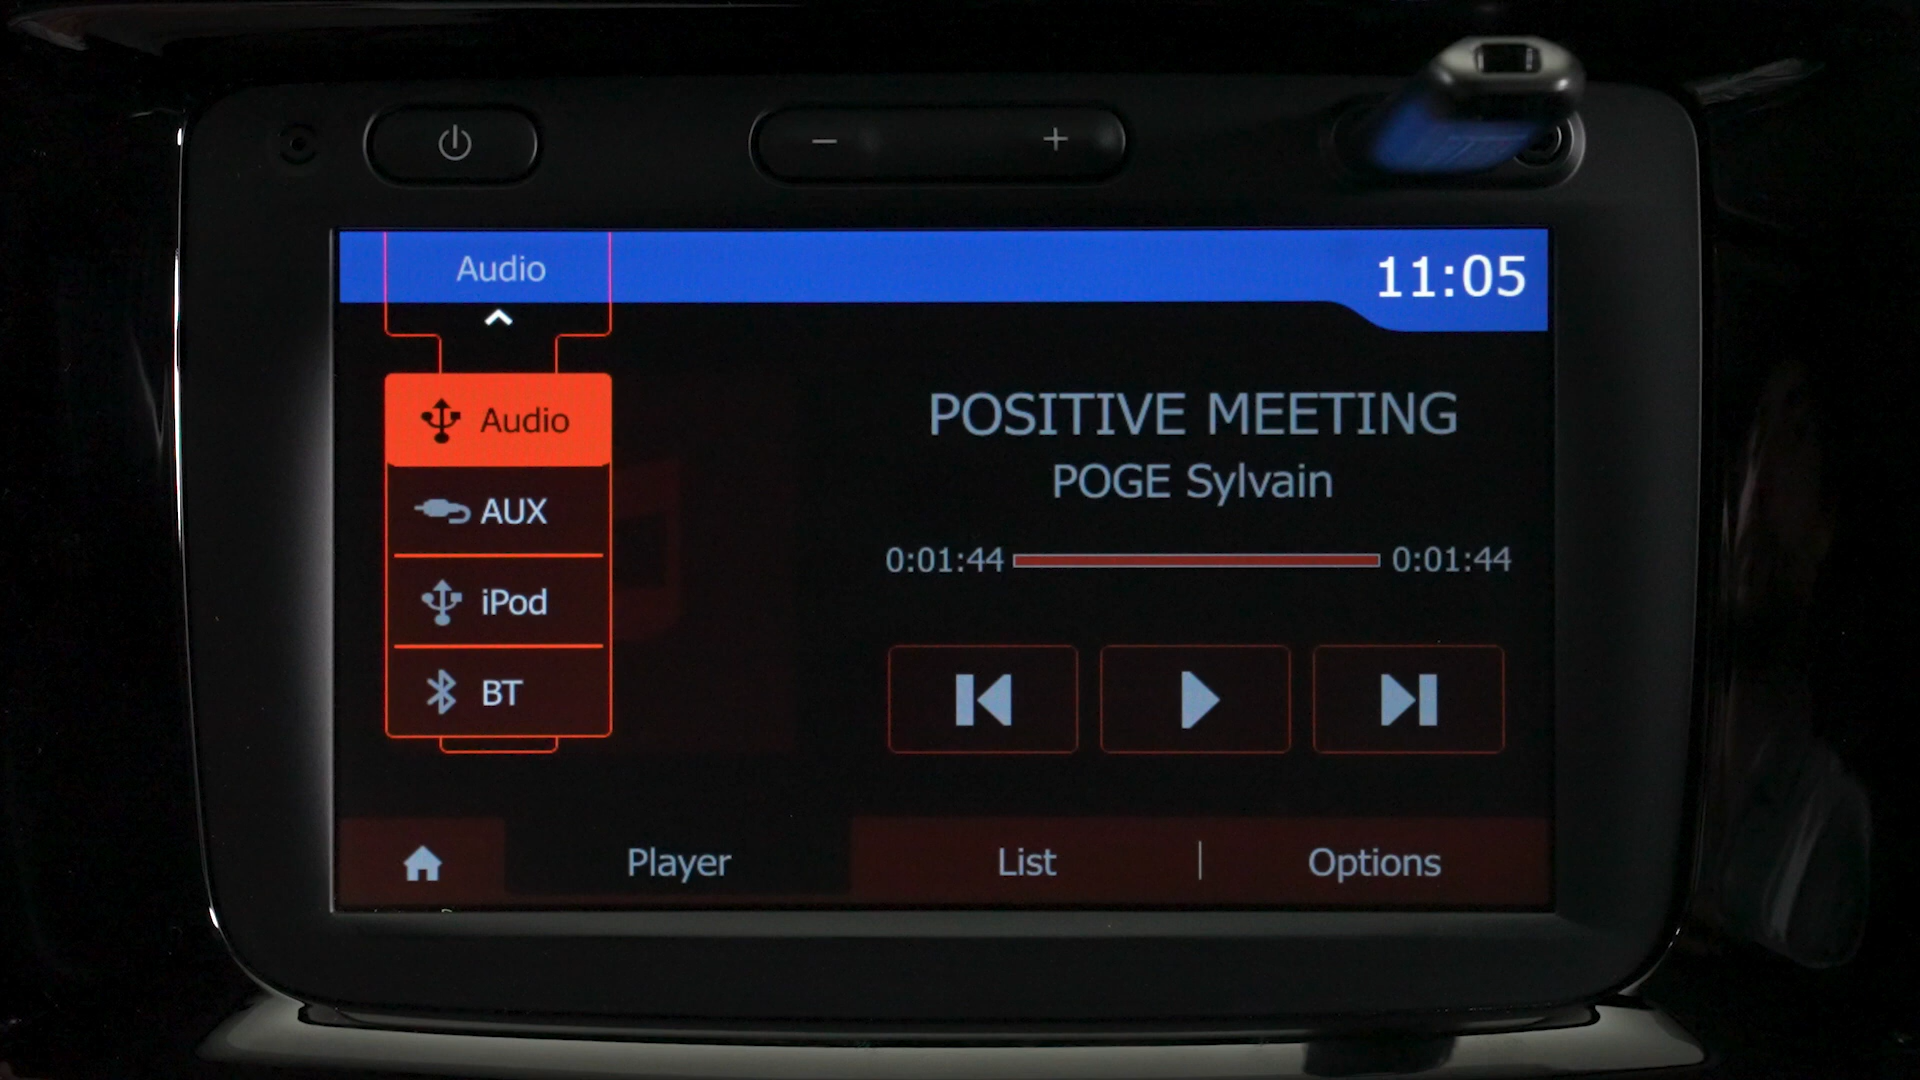 Audio
11:05
Audio
AUX
iPod
BT
POSITIVE MEETING
POGE Sylvain
0:01:44 0:01:44
Player
List
Options